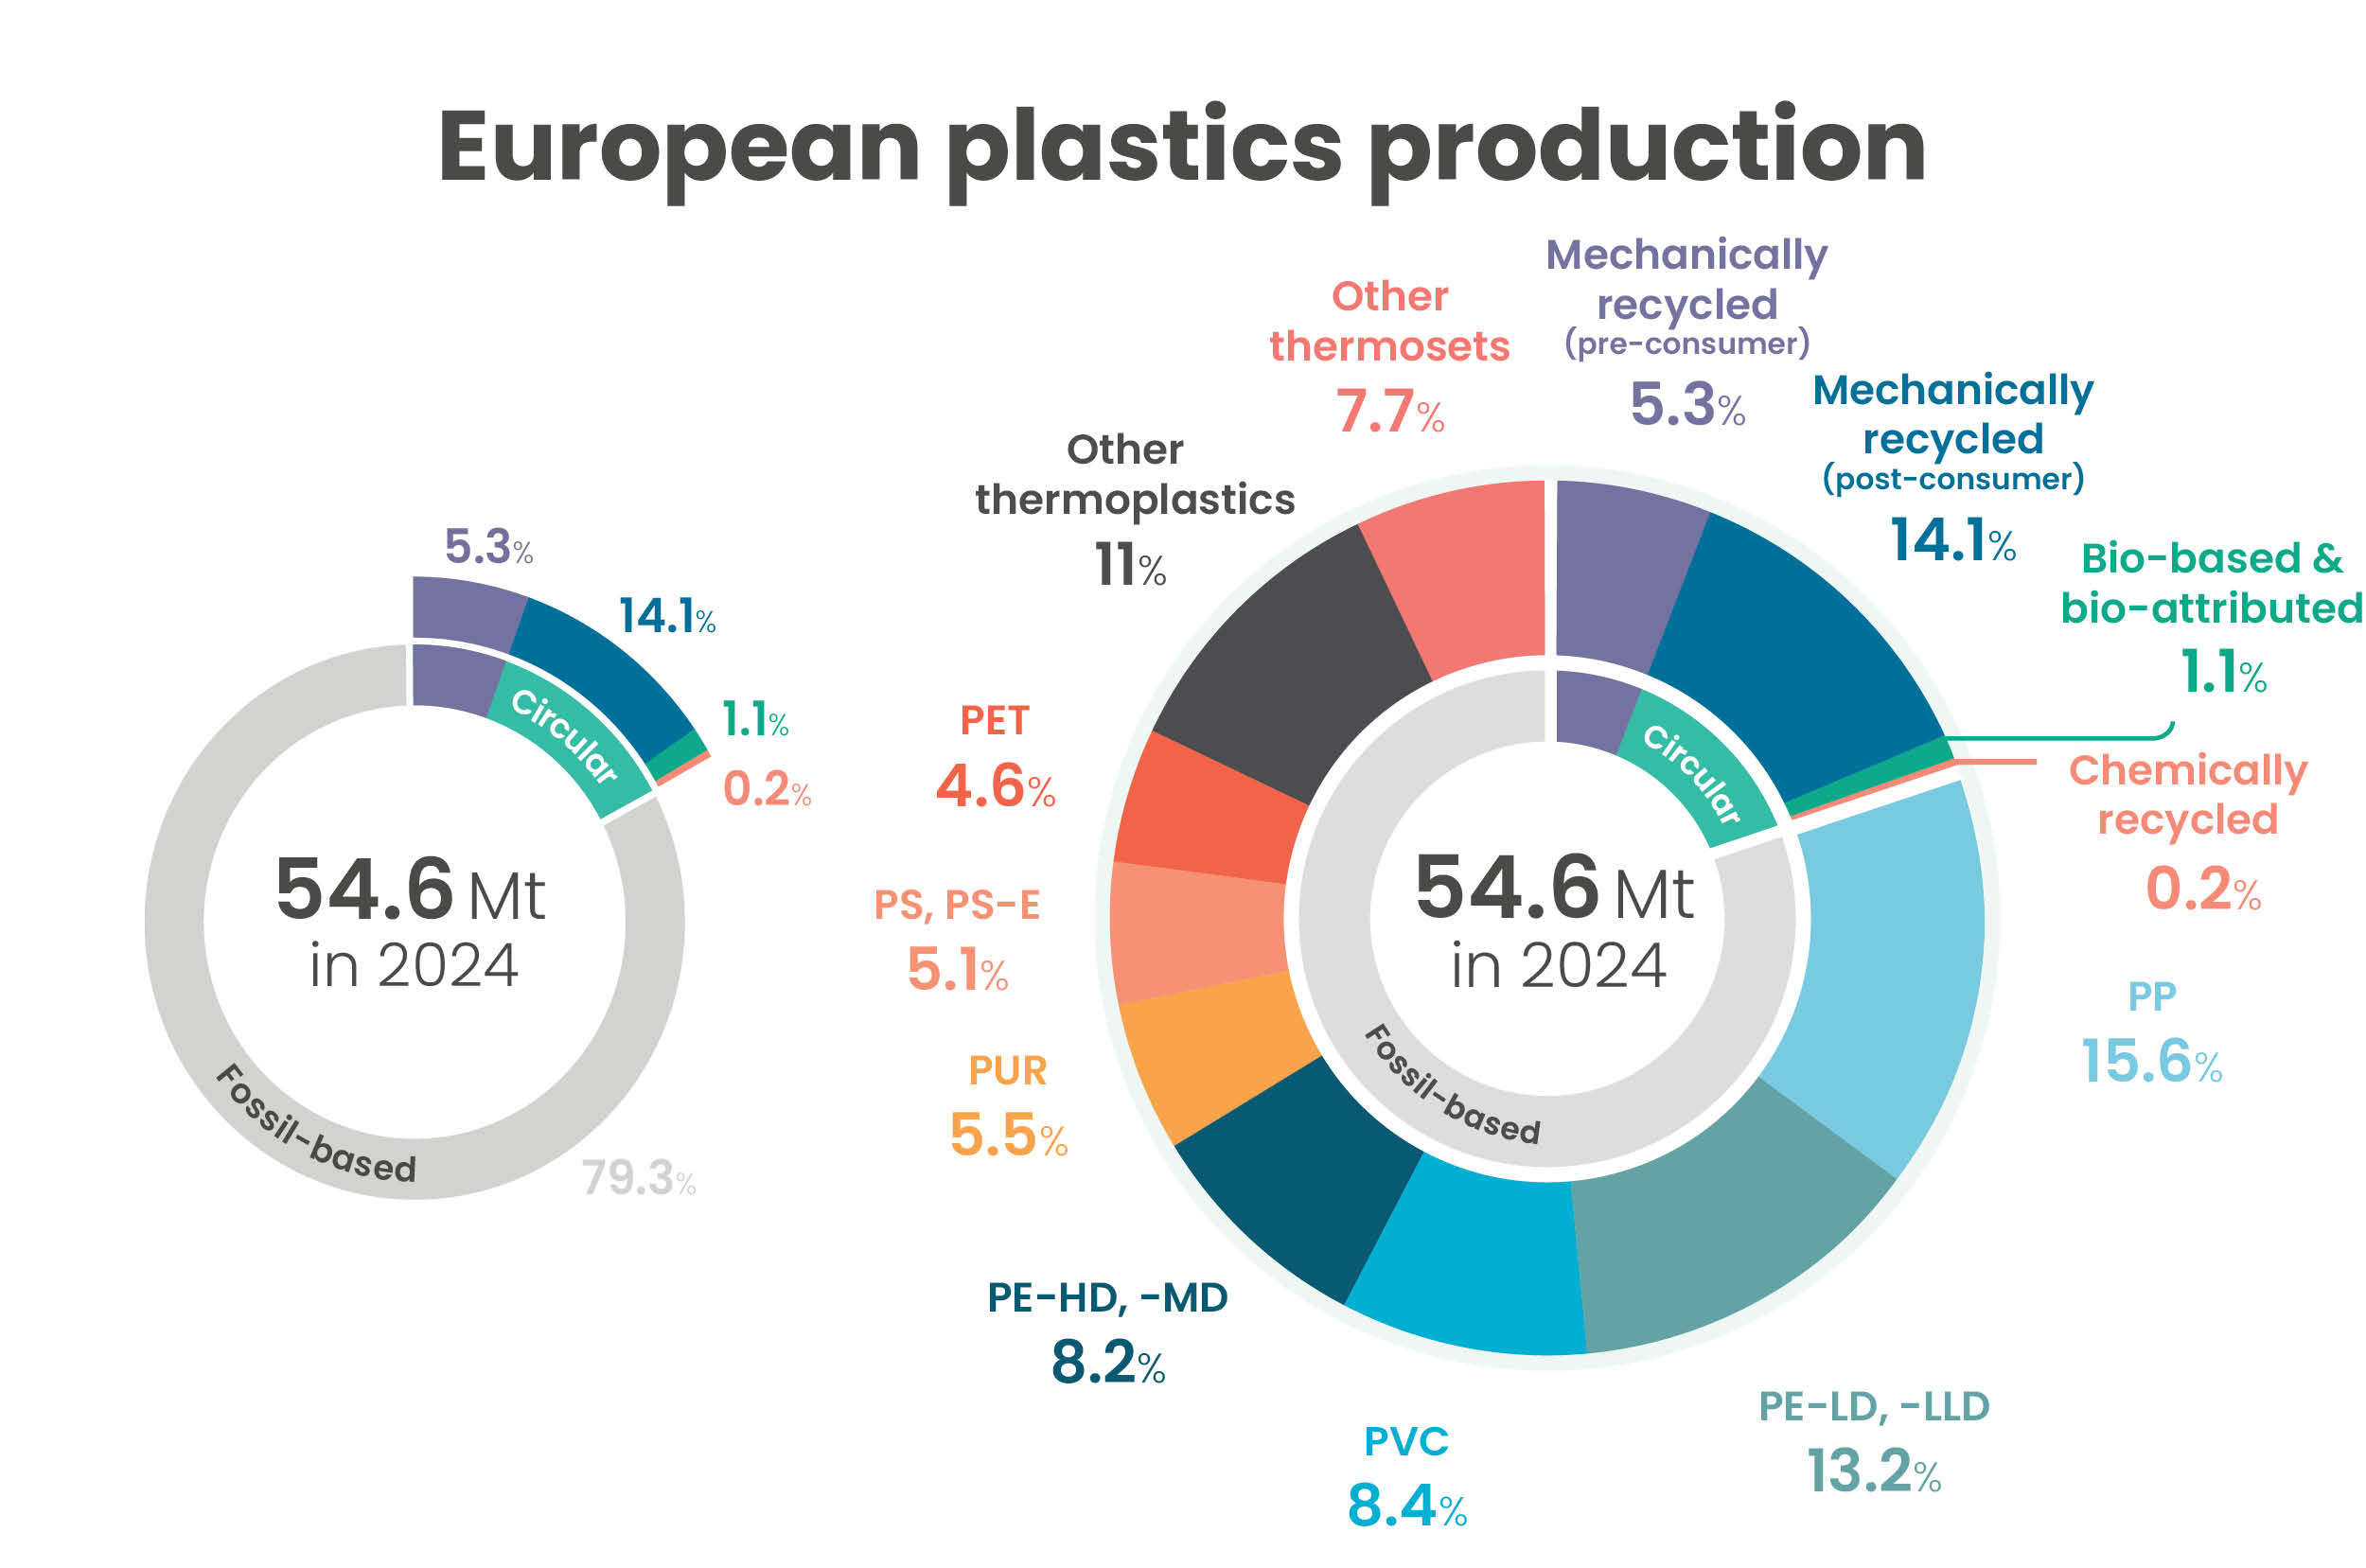 European plastics production
5.3%
14.1%
1.1%
0.2%
Circular
54.6 Mt
in 2024
Fossil-based
79.3%
Other
thermosets
7.7%
Mechanically
recycled
(pre-consumer)
5.3%
Mechanically
recycled
(post-consumer)
14.1%
Bio-based &
bio-attributed
1.1%
Chemically
recycled
0.2%
PP
15.6%
PE-LD, -LLD
13.2%
PVC
8.4%
PE-HD, -MD
8.2%
PUR
5.5%
PS, PS-E
5.1%
PET
4.6%
Other
thermoplastics
11%
Circular
54.6 Mt
in 2024
Fossil-based